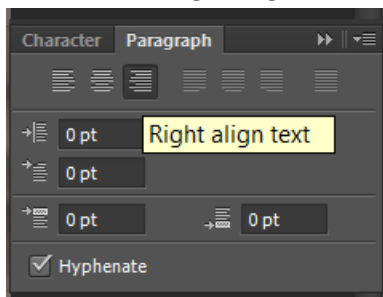 Character Paragraph
Right align text
0 pt
0 pt
0 pt 0 pt
Hyphenate